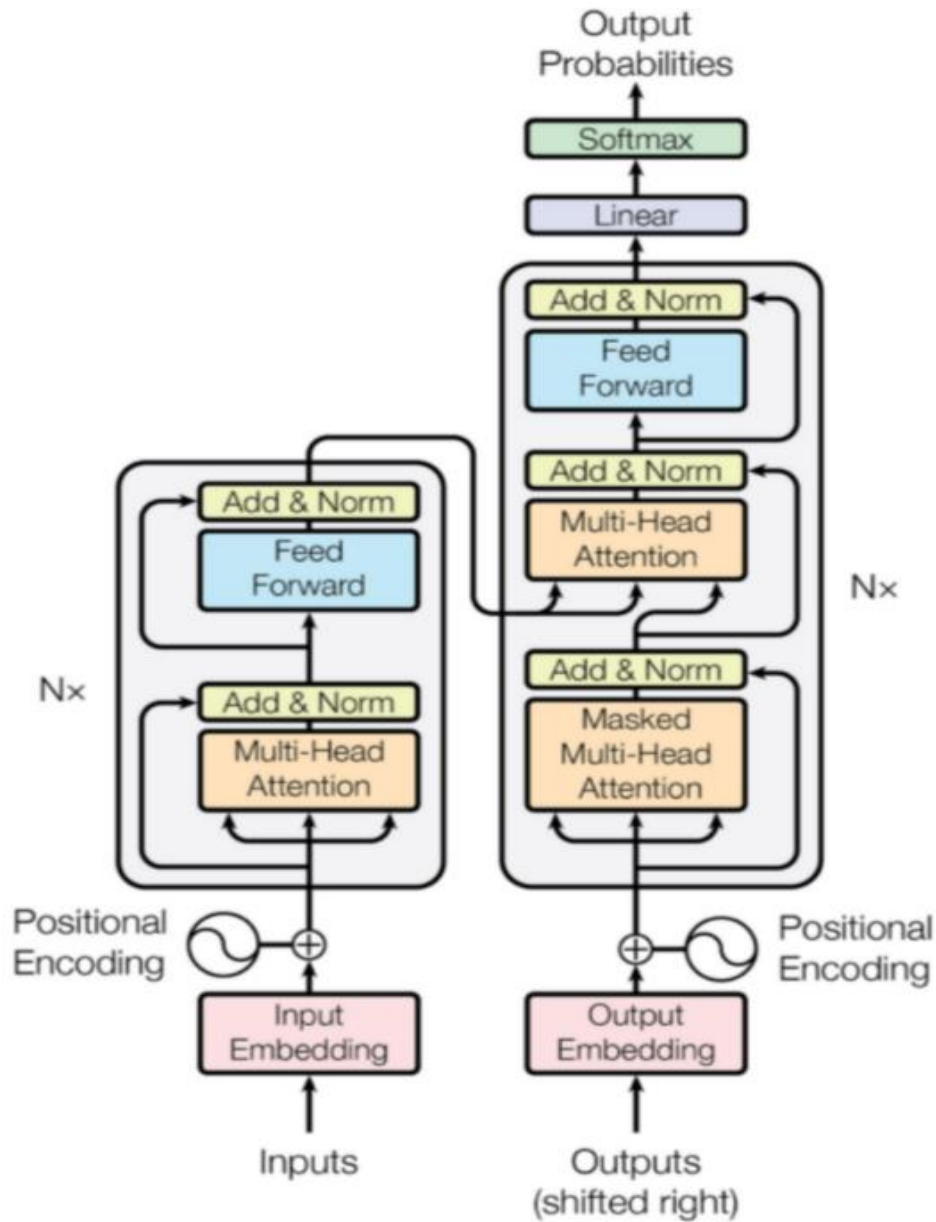 Output
Probabilities
Softmax
Linear
Add & Norm
Feed
Forward
Add & Norm
Multi-Head
Attention
Add & Norm
Masked
Multi-Head
Attention
Nx
Add & Norm
Feed
Forward
Add & Norm
Multi-Head
Attention
Nx
Positional
Encoding
Positional
Encoding
Input
Embedding
Output
Embedding
Inputs
Outputs
(shifted right)